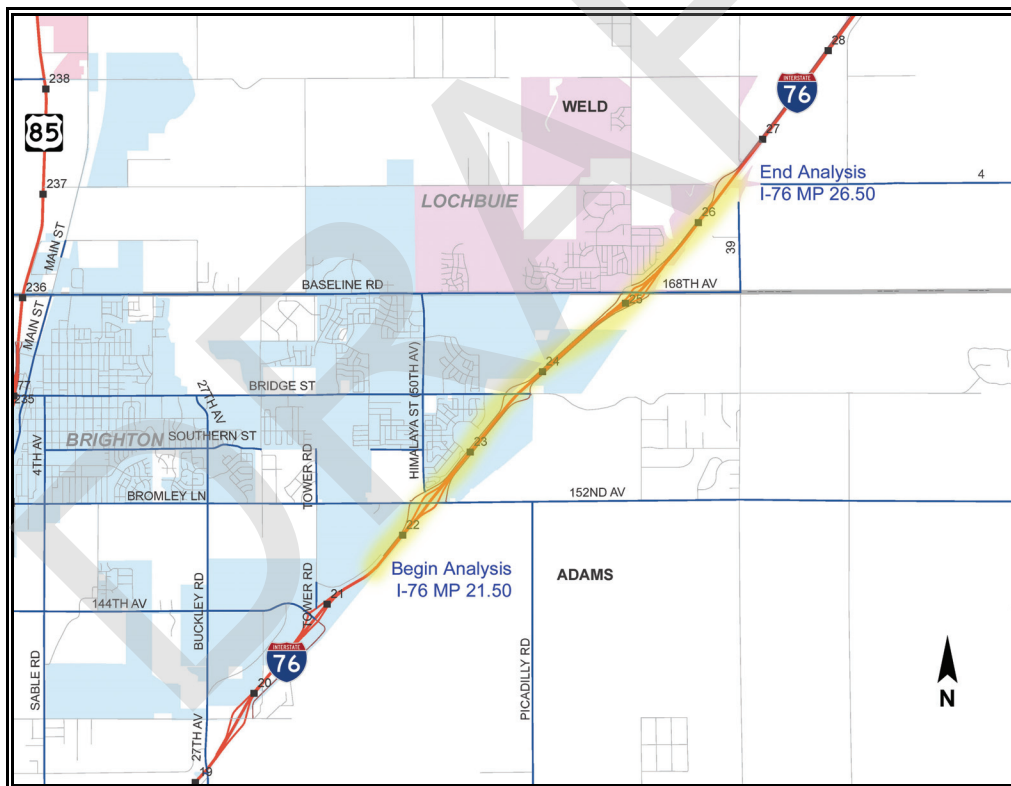 28
INTERSTATE
76
238
WELD
85
27
End Analysis
I-76 MP 26.50
4
237
LOCHBUIE
26
39
MAIN ST
236
BASELINE RD
168TH AV
25
MAIN ST
HIMALAYA ST (50TH AV)
24
77
235
BRIDGE ST
27TH AV
BRIGHTON
SOUTHERN ST
23
4TH AV
TOWER RD
BROMLEY LN
152ND AV
22
Begin Analysis
I-76 MP 21.50
ADAMS
TOWER RD
BUCKLEY RD
144TH AV
21
INTERSTATE
76
SABLE RD
PICADILLY RD
20
N
27TH AV
19
DRAFT